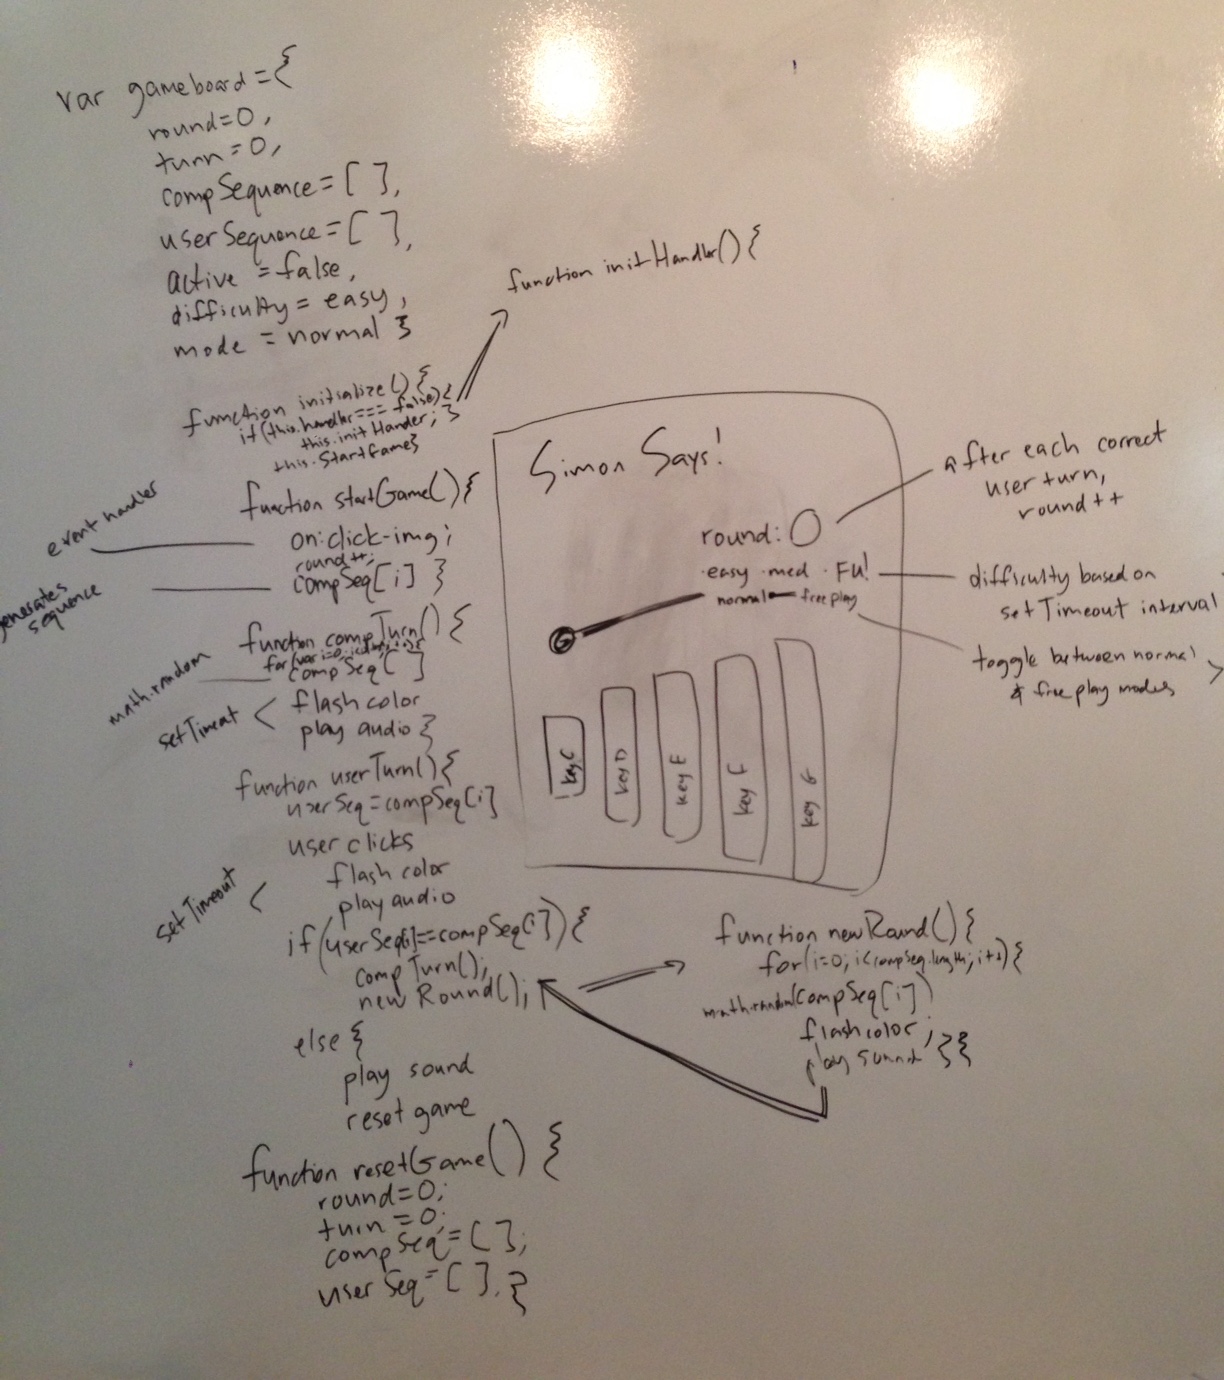 var gameboard = {
round=0,
turn=0,
compSequence=[ ],
userSequence=[ ],
active = false,
difficulty = easy,
mode = normal }
function initialize() {
if(this.handler=== false) {
this.initHander; }
this.StartGame}
function initHandler() {
function startGame() {
event handler
on:click-img;
round++;
generates
sequence
compSeq[i] }
function compTurn() {
for(var i=0;
math.random
compSeq[ ]
setTimeout <
flash color
play audio }
function userTurn() {
userSeq=compSeq[i]
user clicks
setTimeout <
flash color
play audio
if(userSeq[i]==compSeq[i]) {
compTurn();
newRound();
else {
play sound
reset game
function resetGame() {
round=0;
turn=0;
compSeq=[ ];
userSeq=[ ]. }
Simon Says!
round: O
after each correct
user turn,
round++
·easy ·med ·FU!
difficulty based on
setTimeout interval
normal free play
toggle between normal
& free play modes
G
key C
key D
key E
key F
key G
function newRound() {
for(i=0; i<compSeq.length; i++) {
math.random(compSeq[i])
flash color;
play sound }}